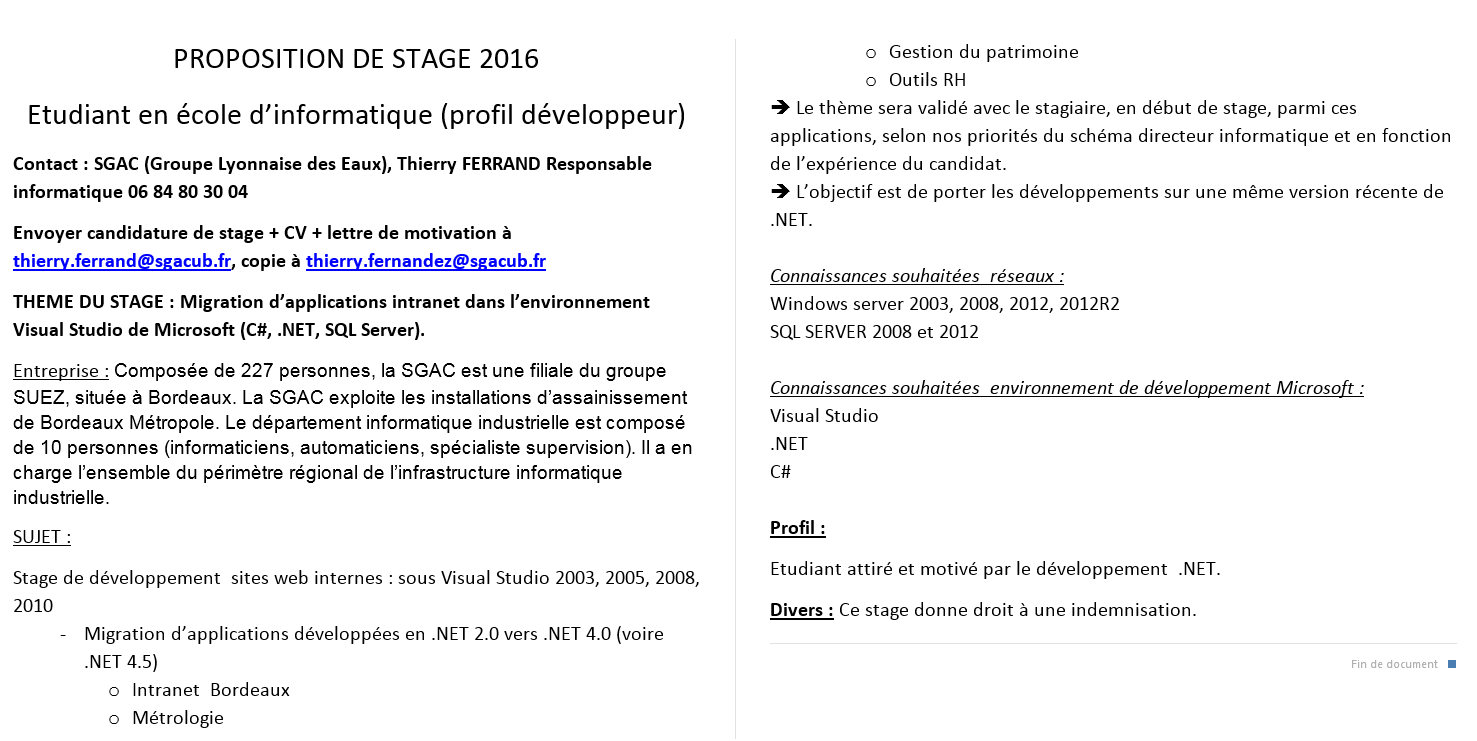 PROPOSITION DE STAGE 2016
Etudiant en école d’informatique (profil développeur)
Contact : SGAC (Groupe Lyonnaise des Eaux), Thierry FERRAND Responsable
informatique 06 84 80 30 04
Envoyer candidature de stage + CV + lettre de motivation à
thierry.ferrand@sgacub.fr, copie à thierry.fernandez@sgacub.fr
THEME DU STAGE : Migration d’applications intranet dans l’environnement
Visual Studio de Microsoft (C#, .NET, SQL Server).
Entreprise : Composée de 227 personnes, la SGAC est une filiale du groupe
SUEZ, située à Bordeaux. La SGAC exploite les installations d’assainissement
de Bordeaux Métropole. Le département informatique industrielle est composé
de 10 personnes (informaticiens, automaticiens, spécialiste supervision). Il a en
charge l’ensemble du périmètre régional de l’infrastructure informatique
industrielle.
SUJET :
Stage de développement  sites web internes : sous Visual Studio 2003, 2005, 2008,
2010
- Migration d’applications développées en .NET 2.0 vers .NET 4.0 (voire
.NET 4.5)
o Intranet  Bordeaux
o Métrologie
o Gestion du patrimoine
o Outils RH
➔ Le thème sera validé avec le stagiaire, en début de stage, parmi ces
applications, selon nos priorités du schéma directeur informatique et en fonction
de l’expérience du candidat.
➔ L’objectif est de porter les développements sur une même version récente de
.NET.
Connaissances souhaitées  réseaux :
Windows server 2003, 2008, 2012, 2012R2
SQL SERVER 2008 et 2012
Connaissances souhaitées  environnement de développement Microsoft :
Visual Studio
.NET
C#
Profil :
Etudiant attiré et motivé par le développement  .NET.
Divers : Ce stage donne droit à une indemnisation.
Fin de document